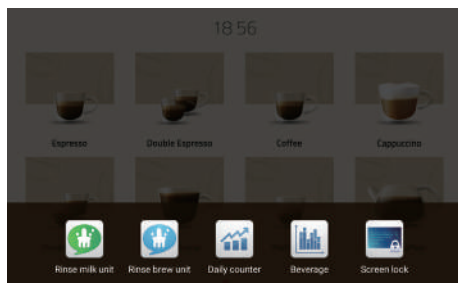 18:56
Espresso Double Espresso Coffee Cappuccino
Rinse milk unit Rinse brew unit Daily counter Beverage Screen lock